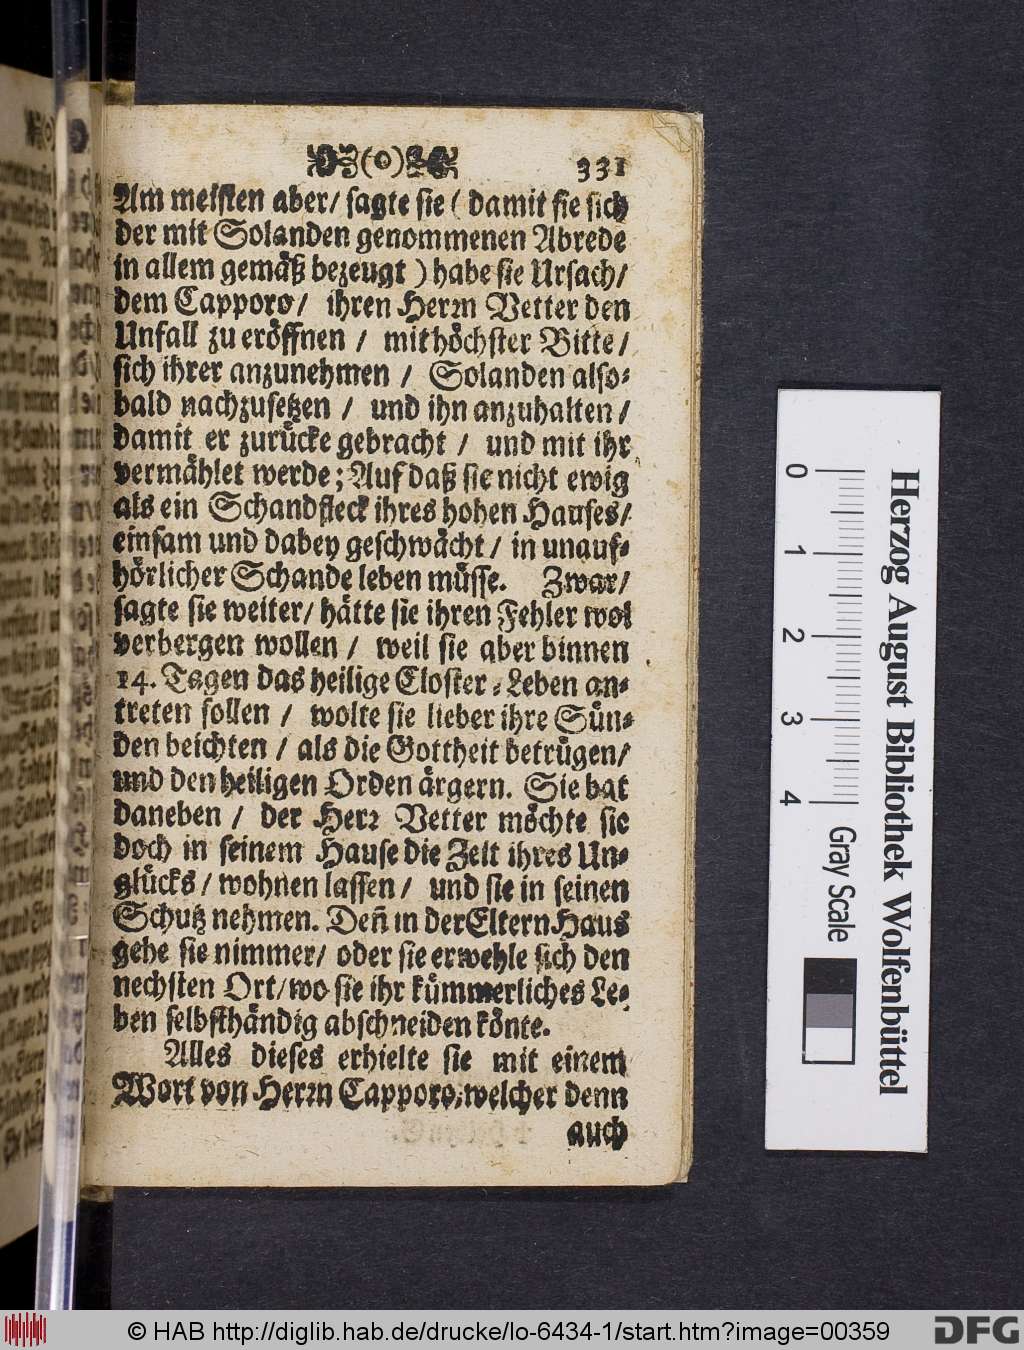 (o) 331
Am meisten aber/ sagte sie ( damit sie sich
der mit Solanden genommenen Abrede
in allem gemäß bezeugt ) habe sie Ursach/
dem Capporo/ ihren Herrn Vetter den
Unfall zu eröffnen / mit höchster Bitte /
sich ihrer anzunehmen / Solanden also-
bald nachzusetzen / und ihn anzuhalten /
damit er zurücke gebracht / und mit ihr
vermählet werde; Auf daß sie nicht ewig
als ein Schandfleck ihres hohen Hauses/
einsam und dabey geschwächt / in unauf-
hörlicher Schande leben müsse. Zwar/
sagte sie weiter/ hätte sie ihren Fehler wol
verbergen wollen / weil sie aber binnen
14. Tagen das heilige Closter-Leben an-
treten sollen / wolte sie lieber ihre Sün-
den beichten / als die Gottheit betrügen/
und den heiligen Orden ärgern. Sie bat
daneben / der Herr Vetter möchte sie
doch in seinem Hause die Zeit ihres Un-
glücks / wohnen lassen / und sie in seinen
Schutz nehmen. Deñ in der Eltern Haus
gehe sie nimmer/ oder sie erwehle sich den
nechsten Ort/ wo sie ihr kümmerliches Le-
ben selbsthändig abschneiden könte.
Alles dieses erhielte sie mit einem
Wort von Herrn Capporo, welcher denn
auch
0 1 2 3 4
Herzog August Bibliothek Wolfenbüttel
Gray Scale
© HAB http://diglib.hab.de/drucke/lo-6434-1/start.htm?image=00359
DFG